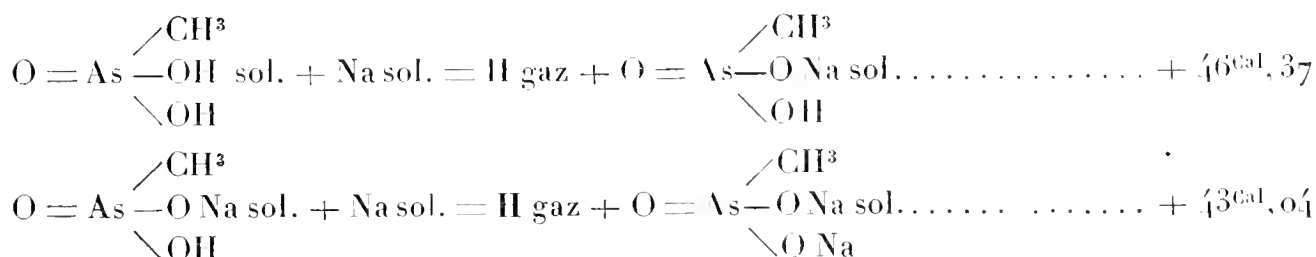 CH³ CH³
O = As — OH sol. + Na sol. = H gaz + O = As — O Na sol............... + 46Cal,37
OH OH
CH³ CH³
O = As — O Na sol. + Na sol. = H gaz + O = As — O Na sol...... ......... + 43Cal,04
OH O Na